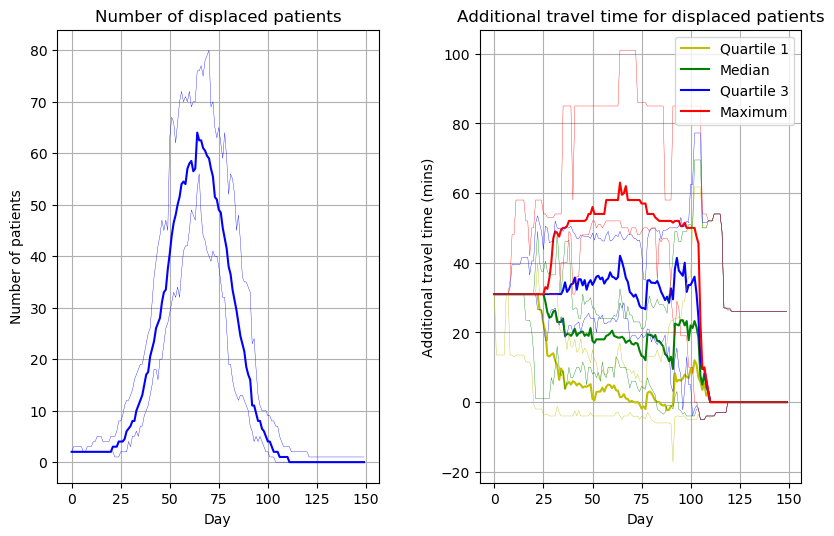 Number of displaced patients
Number of patients
80
70
60
50
40
30
20
10
0
0 25 50 75 100 125 150
Day
Additional travel time for displaced patients
Additional travel time (mins)
100
80
60
40
20
0
−20
0 25 50 75 100 125 150
Day
Quartile 1
Median
Quartile 3
Maximum